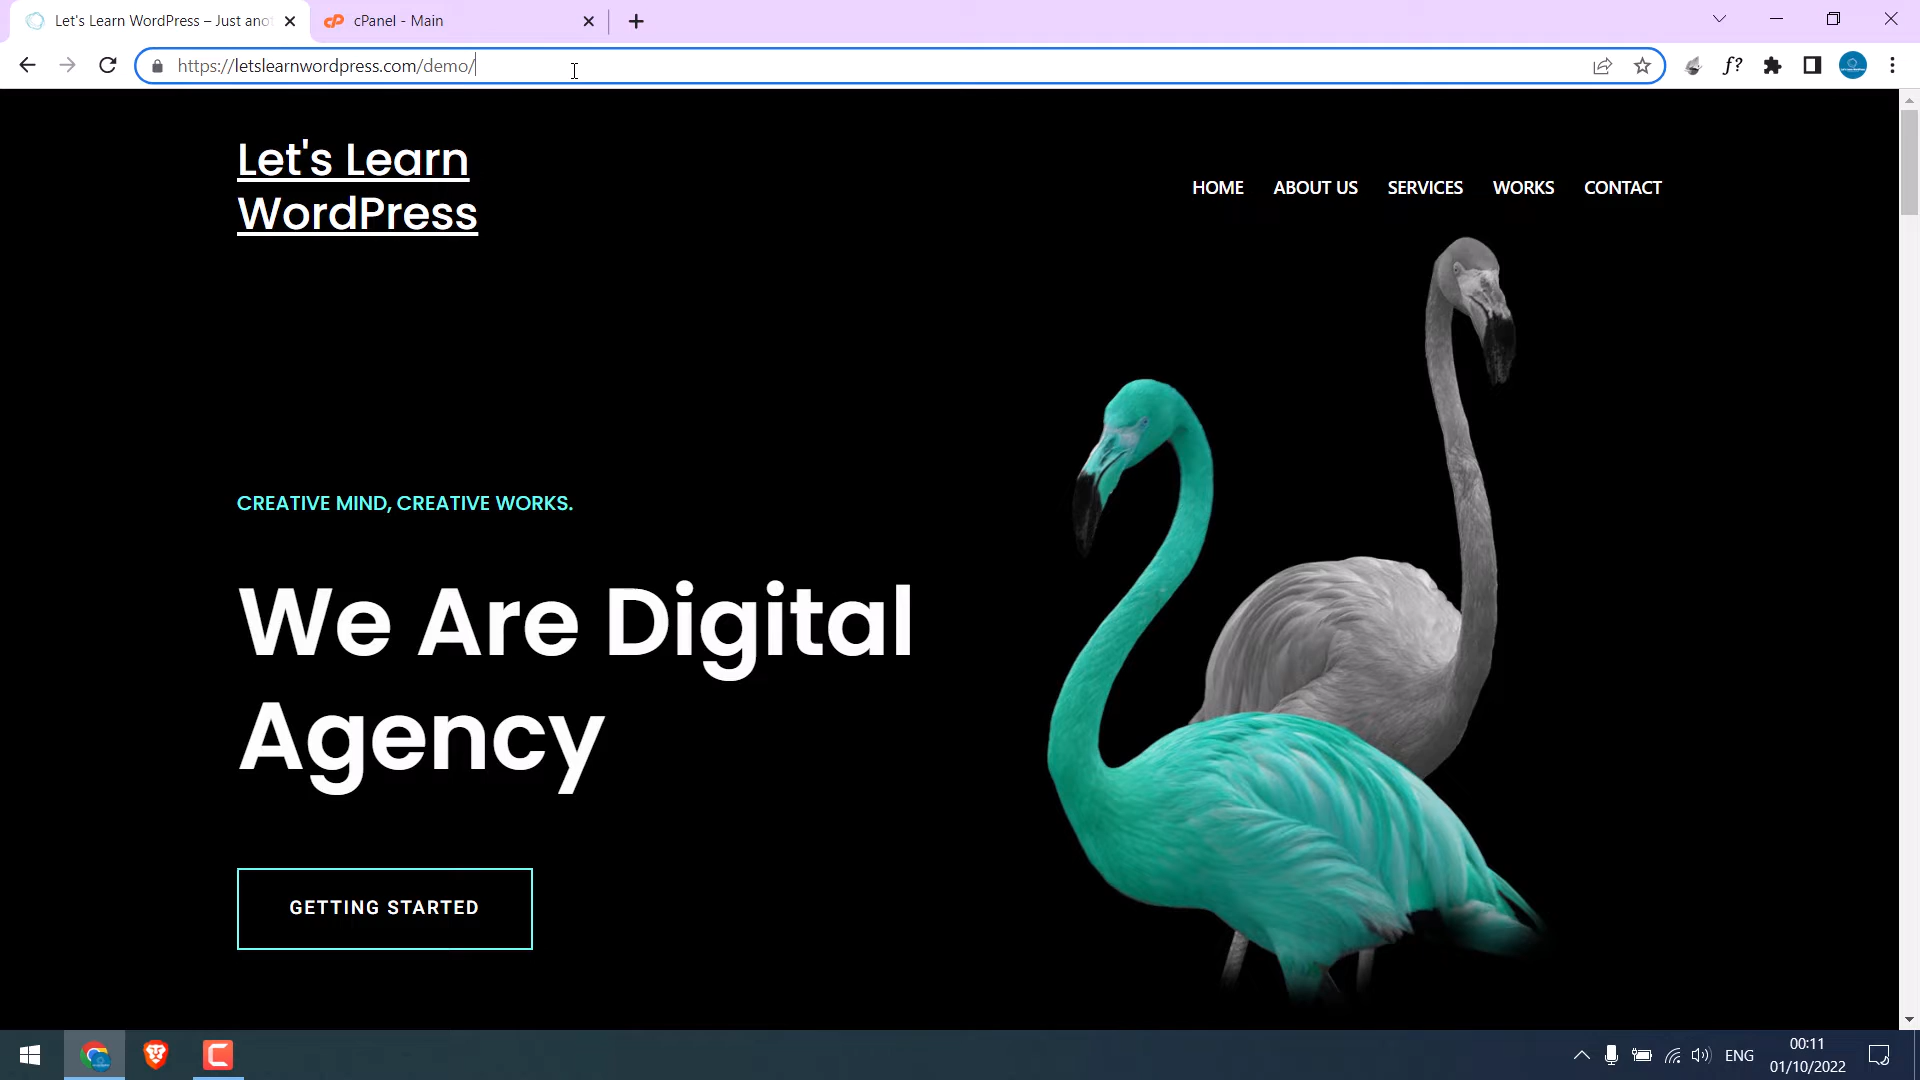 Let's Learn WordPress – Just ano
cPanel - Main
https://letslearnwordpress.com/demo/
f?
Let's Learn
WordPress
HOME ABOUT US SERVICES WORKS CONTACT
CREATIVE MIND, CREATIVE WORKS.
We Are Digital
Agency
GETTING STARTED
ENG
00:11
01/10/2022